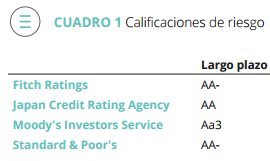 CUADRO 1 Calificaciones de riesgo
Largo plazo
Fitch Ratings AA-
Japan Credit Rating Agency AA
Moody's Investors Service Aa3
Standard & Poor's AA-